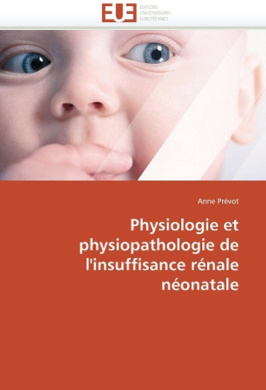 EUE
ÉDITIONS
UNIVERSITAIRES
EUROPÉENNES
Anne Prévot
Physiologie et
physiopathologie de
l'insuffisance rénale
néonatale